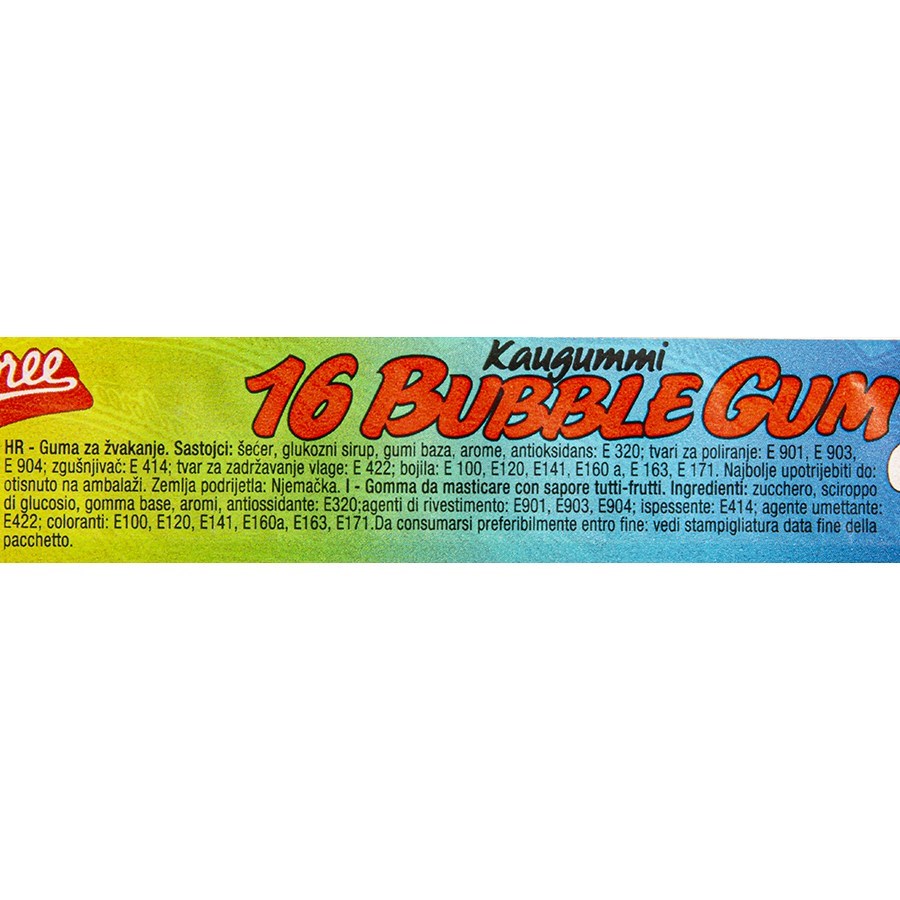 Kaugummi
16 BUBBLE GUM
HR - Guma za žvakanje. Sastojci: šećer, glukozni sirup, gumi baza, arome, antioksidans: E 320; tvari za poliranje: E 901, E 903,
E 904; zgušnjivač: E 414; tvar za zadržavanje vlage: E 422; bojila: E 100, E120, E141, E160 a, E 163, E 171. Najbolje upotrijebiti do:
otisnuto na ambalaži. Zemlja podrijetla: Njemačka. I - Gomma da masticare con sapore tutti-frutti. Ingredienti: zucchero, sciroppo
di glucosio, gomma base, aromi, antiossidante: E320;agenti di rivestimento: E901, E903, E904; ispessente: E414; agente umettante:
E422; coloranti: E100, E120, E141, E160a, E163, E171.Da consumarsi preferibilmente entro fine: vedi stampigliatura data fine della
pacchetto.